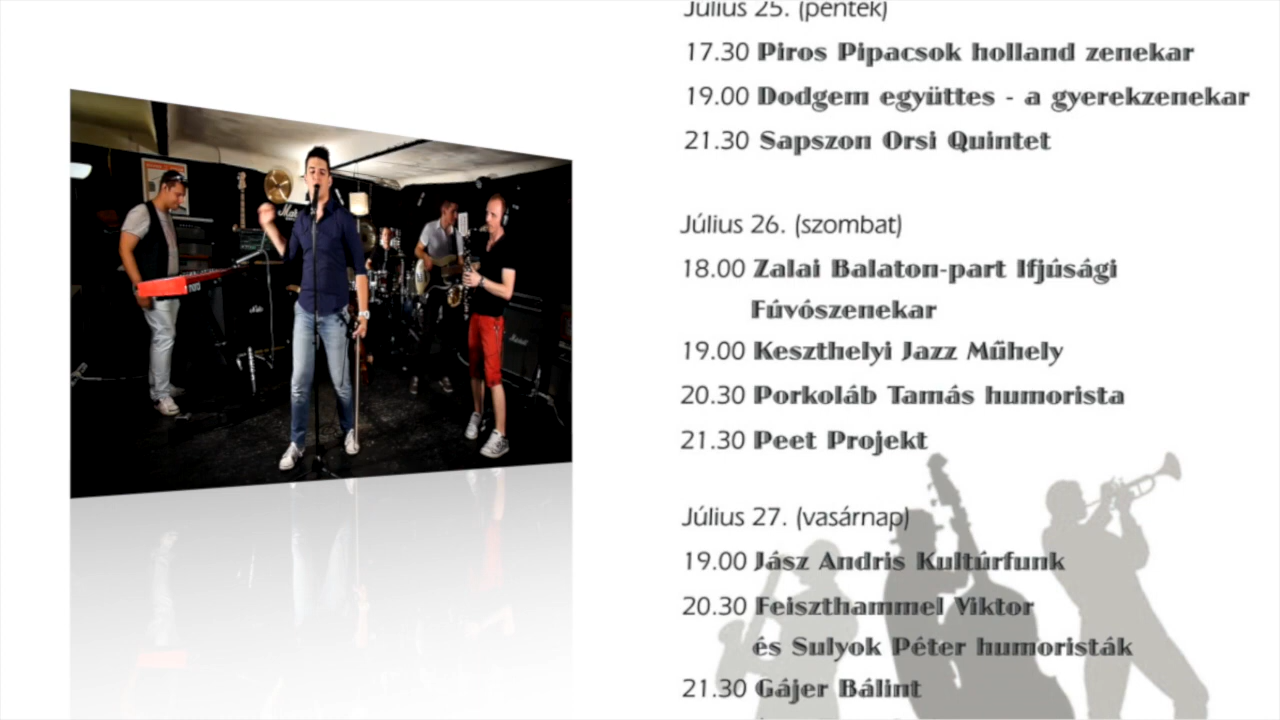 Július 25. (péntek)
17.30 Piros Pipacsok holland zenekar
19.00 Dodgem együttes - a gyerekzenekar
21.30 Sapszon Orsi Quintet
Július 26. (szombat)
18.00 Zalai Balaton-part Ifjúsági
Fúvószenekar
19.00 Keszthelyi Jazz Műhely
20.30 Porkoláb Tamás humorista
21.30 Peet Projekt
Július 27. (vasárnap)
19.00 Jász Andris Kultúrfunk
20.30 Feiszthammel Viktor
és Sulyok Péter humoristák
21.30 Gájer Bálint